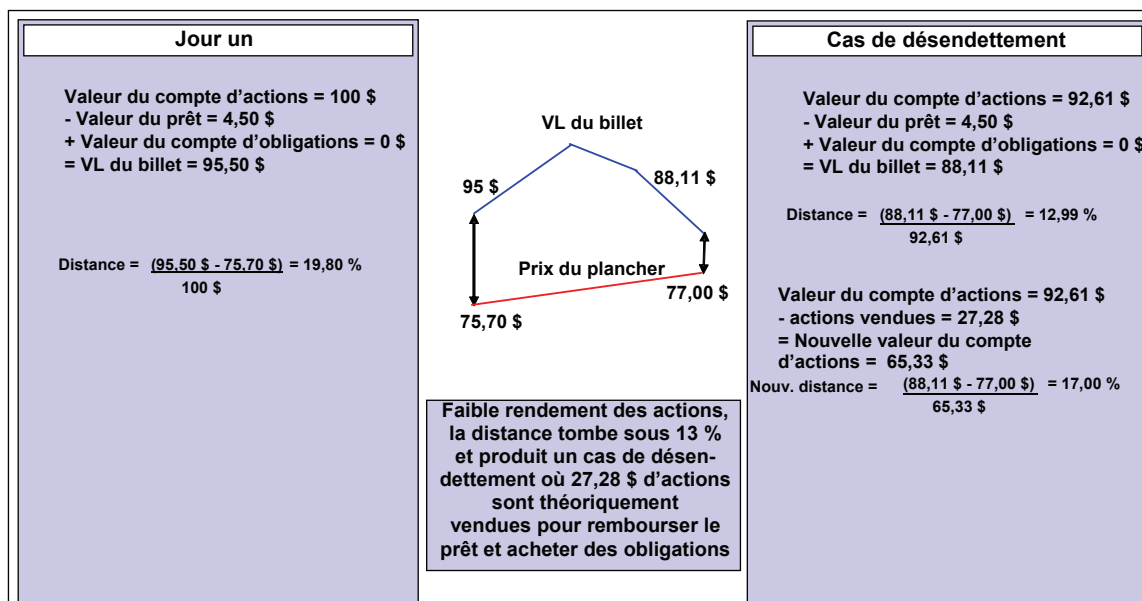 Jour un
Valeur du compte d'actions = 100 $
- Valeur du prêt = 4,50 $
+ Valeur du compte d'obligations = 0 $
= VL du billet = 95,50 $
Distance = (95,50 $ - 75,70 $) = 19,80 %
100 $
VL du billet
95 $
88,11 $
Prix du plancher
77,00 $
75,70 $
Faible rendement des actions,
la distance tombe sous 13 %
et produit un cas de désen-
dettement où 27,28 $ d'actions
sont théoriquement
vendues pour rembourser le
prêt et acheter des obligations
Cas de désendettement
Valeur du compte d'actions = 92,61 $
- Valeur du prêt = 4,50 $
+ Valeur du compte d'obligations = 0 $
= VL du billet = 88,11 $
Distance = (88,11 $ - 77,00 $) = 12,99 %
92,61 $
Valeur du compte d'actions = 92,61 $
- actions vendues = 27,28 $
= Nouvelle valeur du compte
d'actions = 65,33 $
Nouv. distance = (88,11 $ - 77,00 $) = 17,00 %
65,33 $